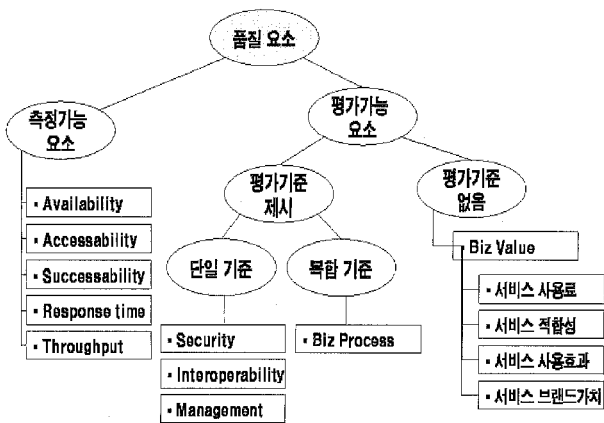 품질 요소
측정가능
요소
평가가능
요소
평가기준
제시
평가기준
없음
단일 기준
복합 기준
▪ Availability
▪ Accessability
▪ Successability
▪ Response time
▪ Throughput
▪ Security
▪ Interoperability
▪ Management
▪ Biz Process
▪ Biz Value
▪ 서비스 사용료
▪ 서비스 적합성
▪ 서비스 사용효과
▪ 서비스 브랜드가치